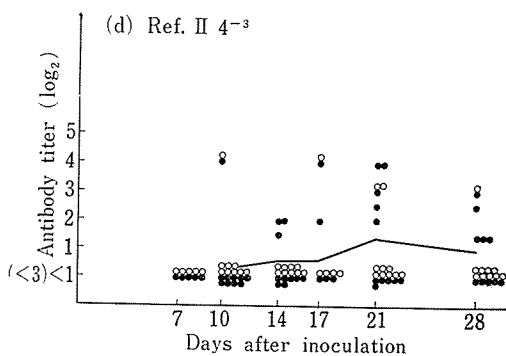 (d) Ref. II 4⁻³
Antibody titer (log₂)
5
4
3
2
1
(<3)<1
7 10 14 17 21 28
Days after inoculation